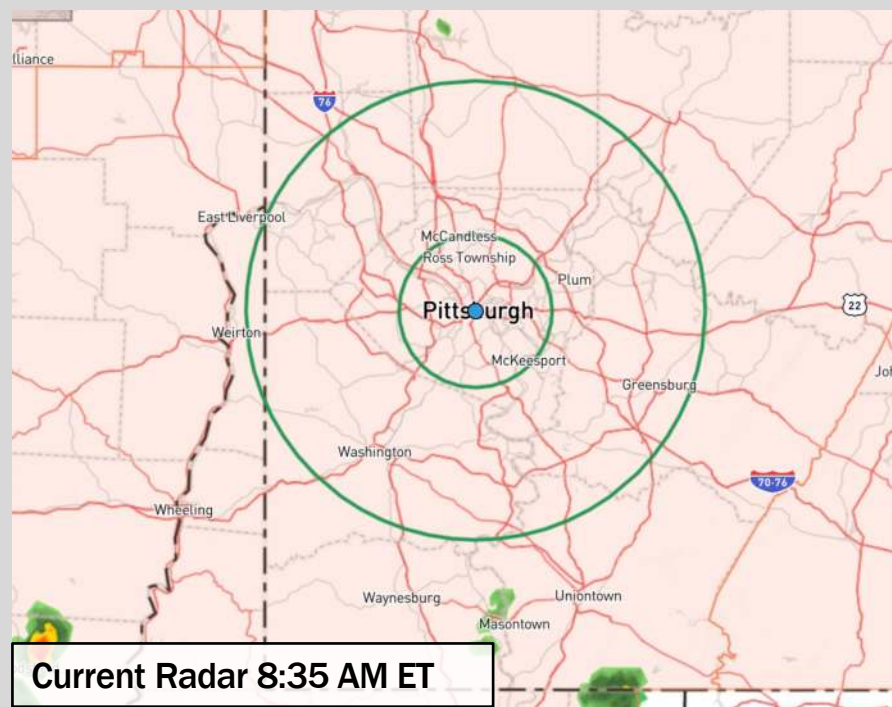 lliance
76
East Liverpool
McCandless
Ross Township
Plum
Pittsburgh
22
Weirton
McKeesport
Joh
Greensburg
Washington
70-76
Wheeling
Waynesburg
Uniontown
Masontown
Current Radar 8:35 AM ET